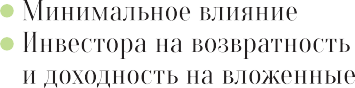 Минимальное влияние
Инвестора на возвратность
и доходность на вложенные